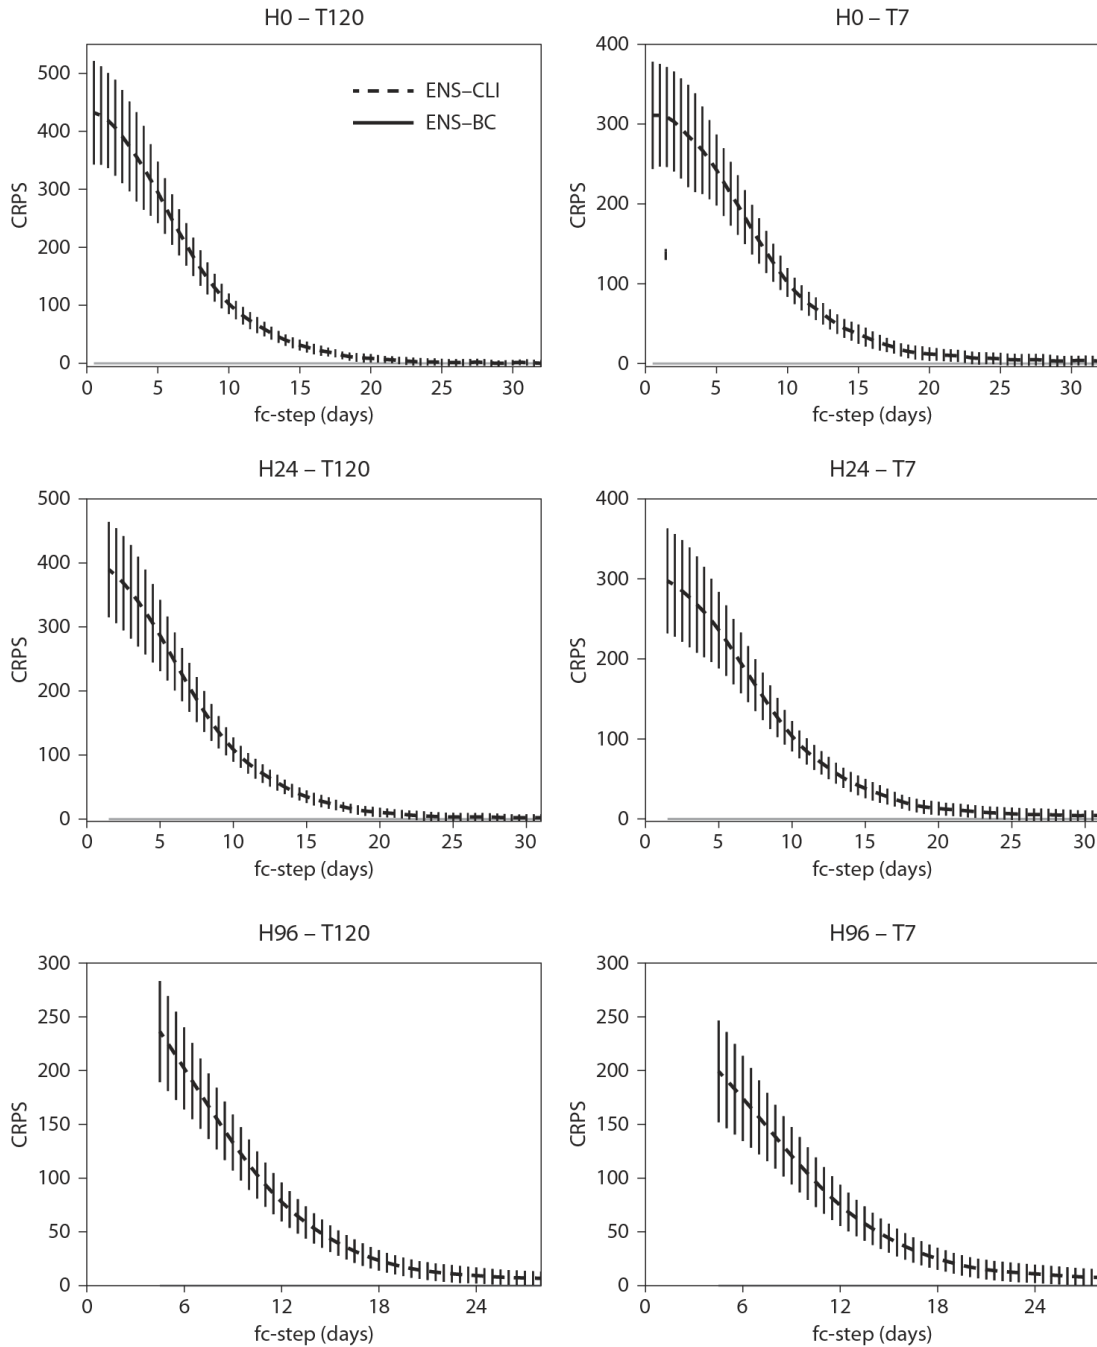 H0 – T120
500
400
300
200
100
0
CRPS
ENS–CLI
ENS–BC
0 5 10 15 20 25 30
fc-step (days)
H0 – T7
400
300
200
100
0
CRPS
0 5 10 15 20 25 30
fc-step (days)
H24 – T120
500
400
300
200
100
0
CRPS
5 10 15 20 25 30
fc-step (days)
H24 – T7
400
300
200
100
0
CRPS
5 10 15 20 25 30
fc-step (days)
H96 – T120
300
250
200
150
100
50
0
CRPS
0 6 12 18 24
fc-step (days)
H96 – T7
300
250
200
150
100
50
0
CRPS
0 6 12 18 24
fc-step (days)